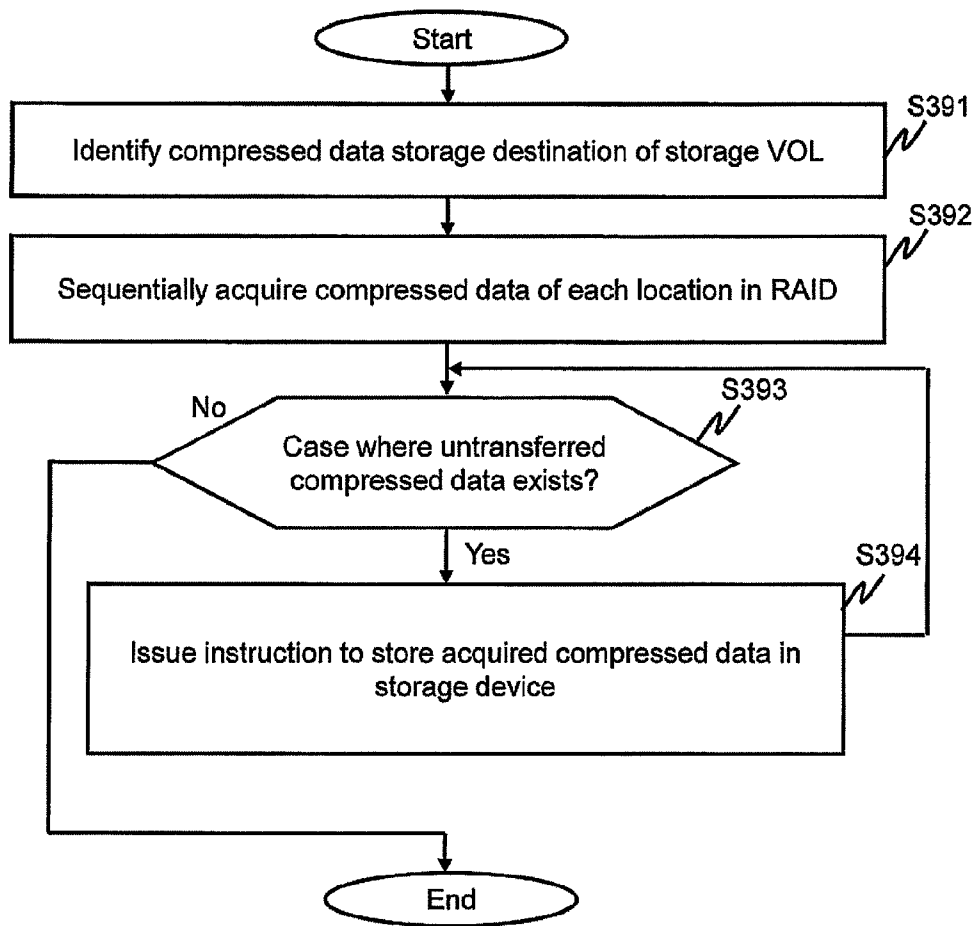 Start
S391
Identify compressed data storage destination of storage VOL
S392
Sequentially acquire compressed data of each location in RAID
S393
No
Case where untransferred
compressed data exists?
Yes
S394
Issue instruction to store acquired compressed data in
storage device
End